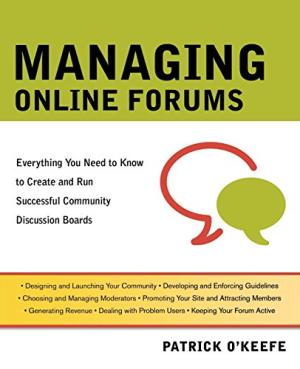 MANAGING
ONLINE FORUMS
Everything You Need to Know
to Create and Run
Successful Community
Discussion Boards
• Designing and Launching Your Community • Developing and Enforcing Guidelines
• Choosing and Managing Moderators • Promoting Your Site and Attracting Members
• Generating Revenue • Dealing with Problem Users • Keeping Your Forum Active
PATRICK O'KEEFE